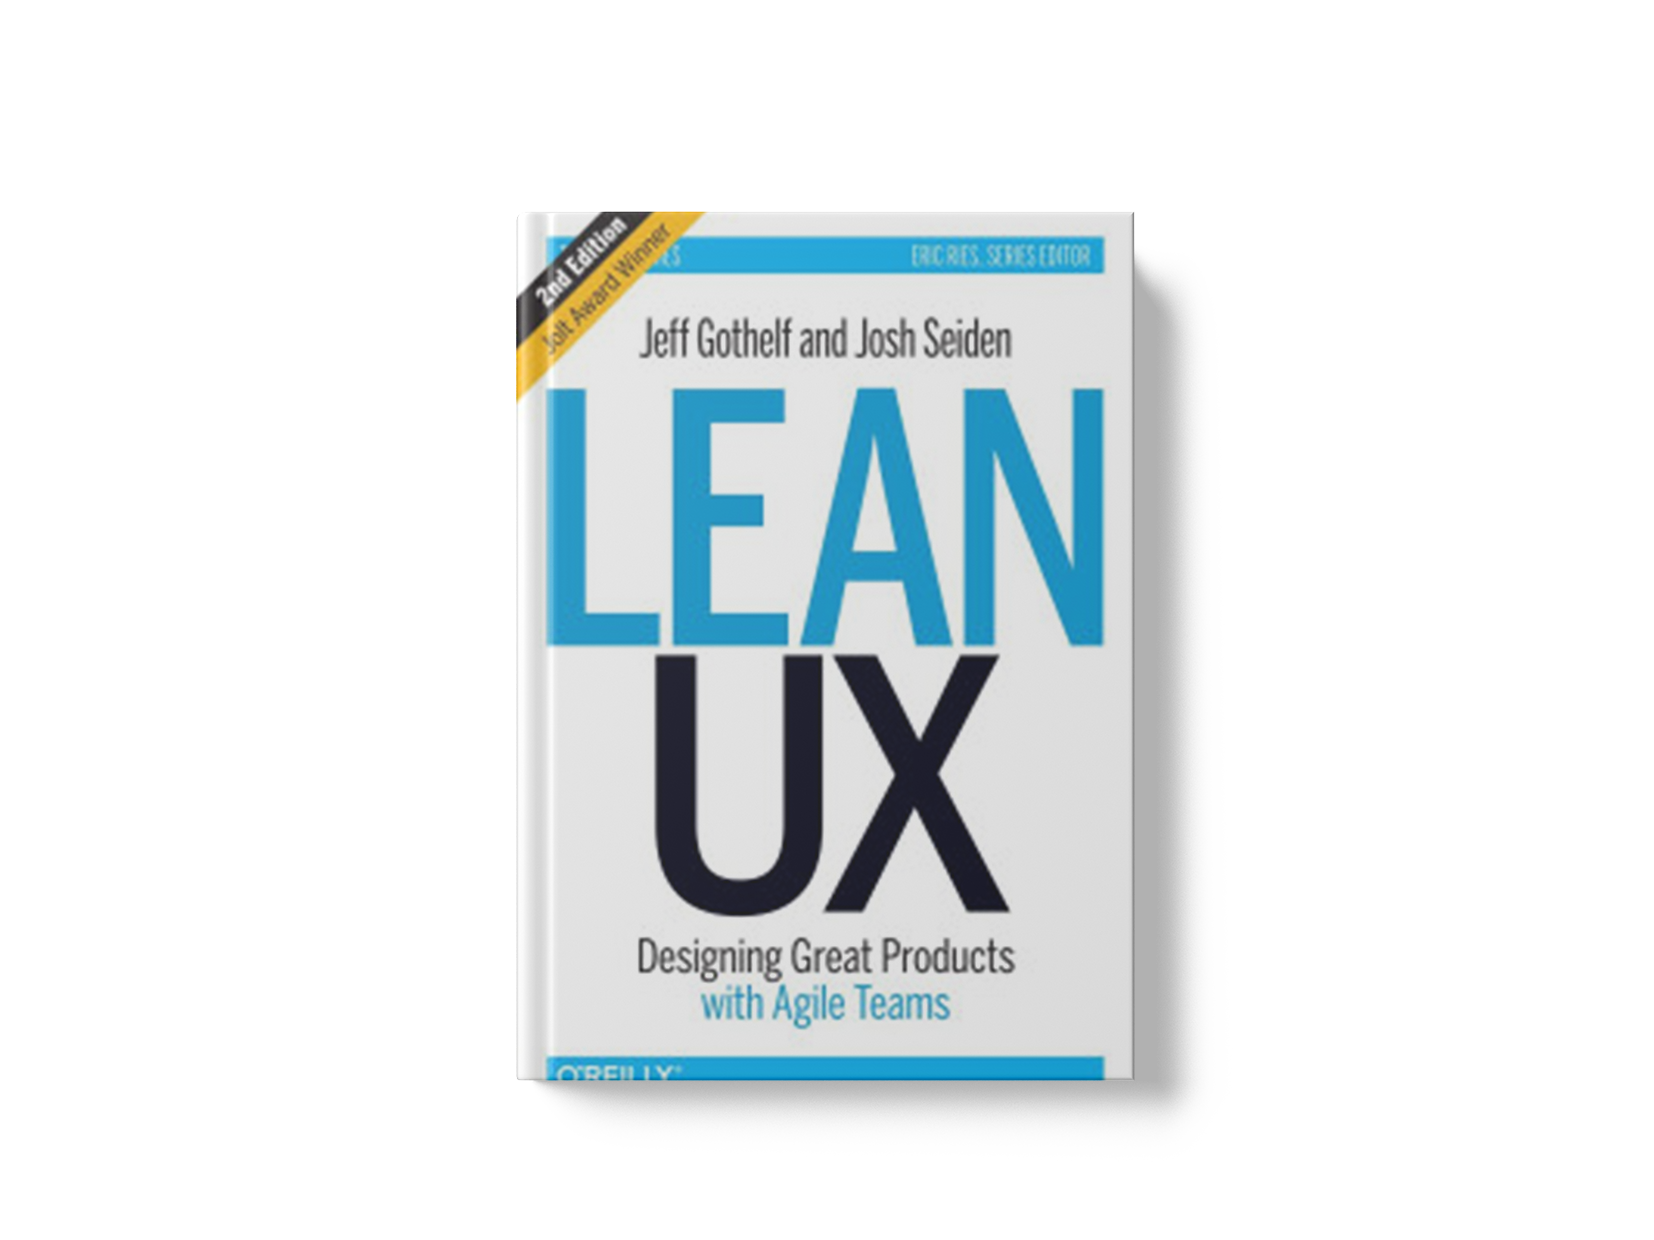 2nd Edition
Jolt Award Winner
ERIC RIES, SERIES EDITOR
Jeff Gothelf and Josh Seiden
LEAN
UX
Designing Great Products
with Agile Teams
O'REILLY®